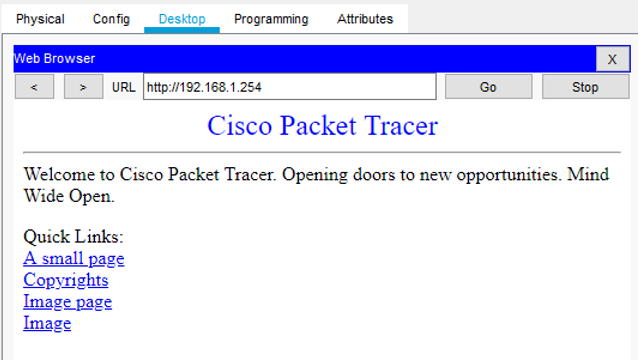 Physical Config Desktop Programming Attributes
Web Browser X
< > URL http://192.168.1.254 Go Stop
Cisco Packet Tracer
Welcome to Cisco Packet Tracer. Opening doors to new opportunities. Mind
Wide Open.
Quick Links:
A small page
Copyrights
Image page
Image